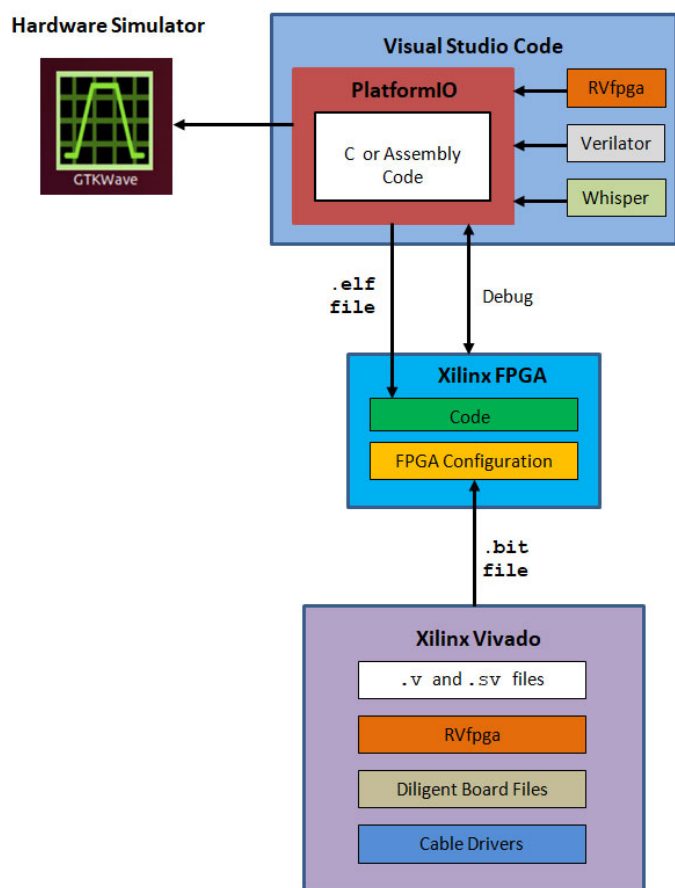 Hardware Simulator
GTKWave
Visual Studio Code
PlatformIO
C or Assembly
Code
RVfpga
Verilator
Whisper
.elf
file
Debug
Xilinx FPGA
Code
FPGA Configuration
.bit
file
Xilinx Vivado
.v and .sv files
RVfpga
Diligent Board Files
Cable Drivers